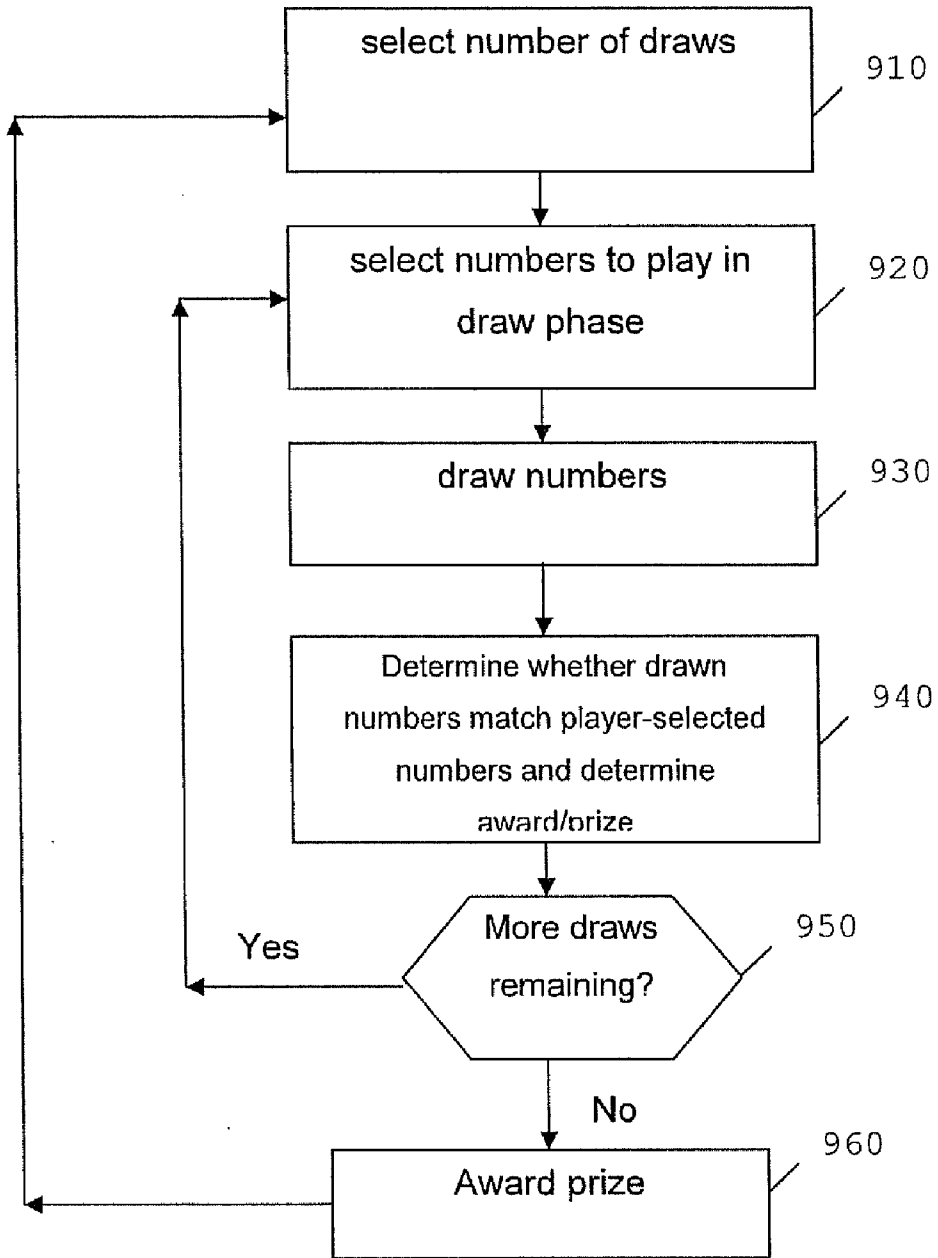 select number of draws
910
select numbers to play in
draw phase
920
draw numbers
930
Determine whether drawn
numbers match player-selected
numbers and determine
award/prize
940
More draws
remaining?
950
Yes
No
Award prize
960